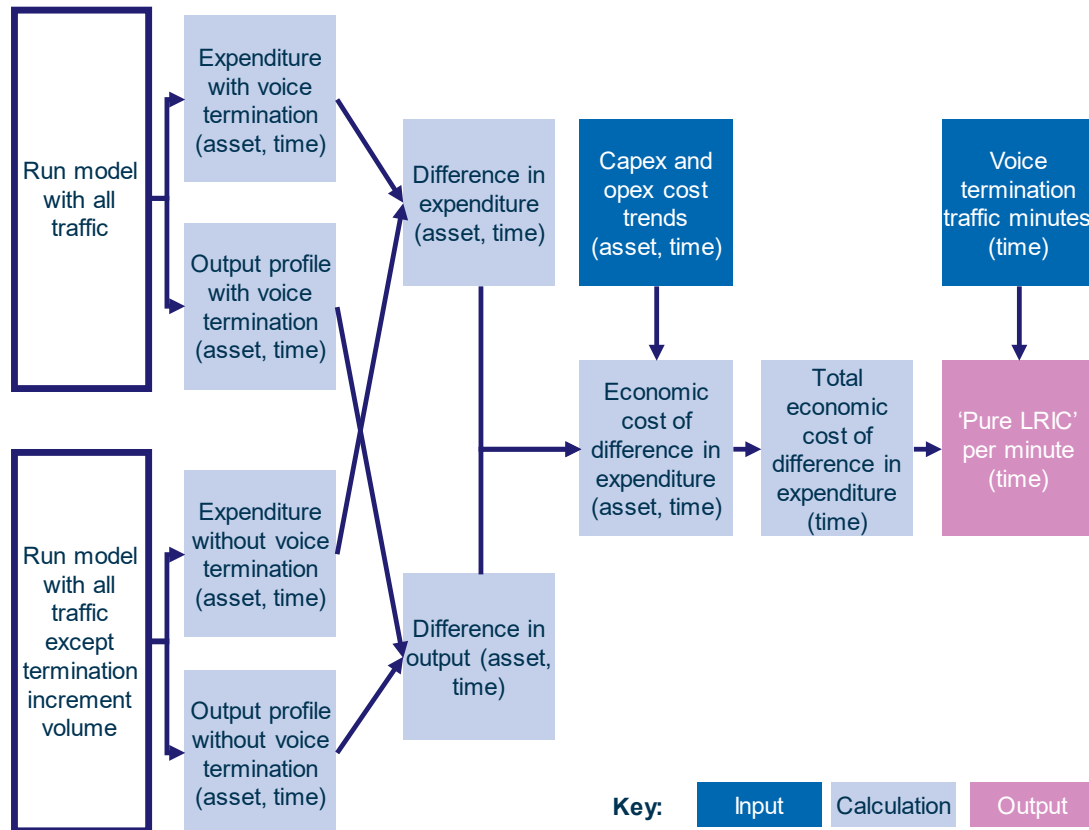 Run model
with all
traffic
Expenditure
with voice
termination
(asset, time)
Output profile
with voice
termination
(asset, time)
Run model
with all
traffic
except
termination
increment
volume
Expenditure
without voice
termination
(asset, time)
Output profile
without voice
termination
(asset, time)
Difference in
expenditure
(asset, time)
Difference in
output (asset,
time)
Capex and
opex cost
trends
(asset, time)
Economic
cost of
difference in
expenditure
(asset, time)
Total
economic
cost of
difference in
expenditure
(time)
Voice
termination
traffic minutes
(time)
‘Pure LRIC’
per minute
(time)
Key:
Input
Calculation
Output